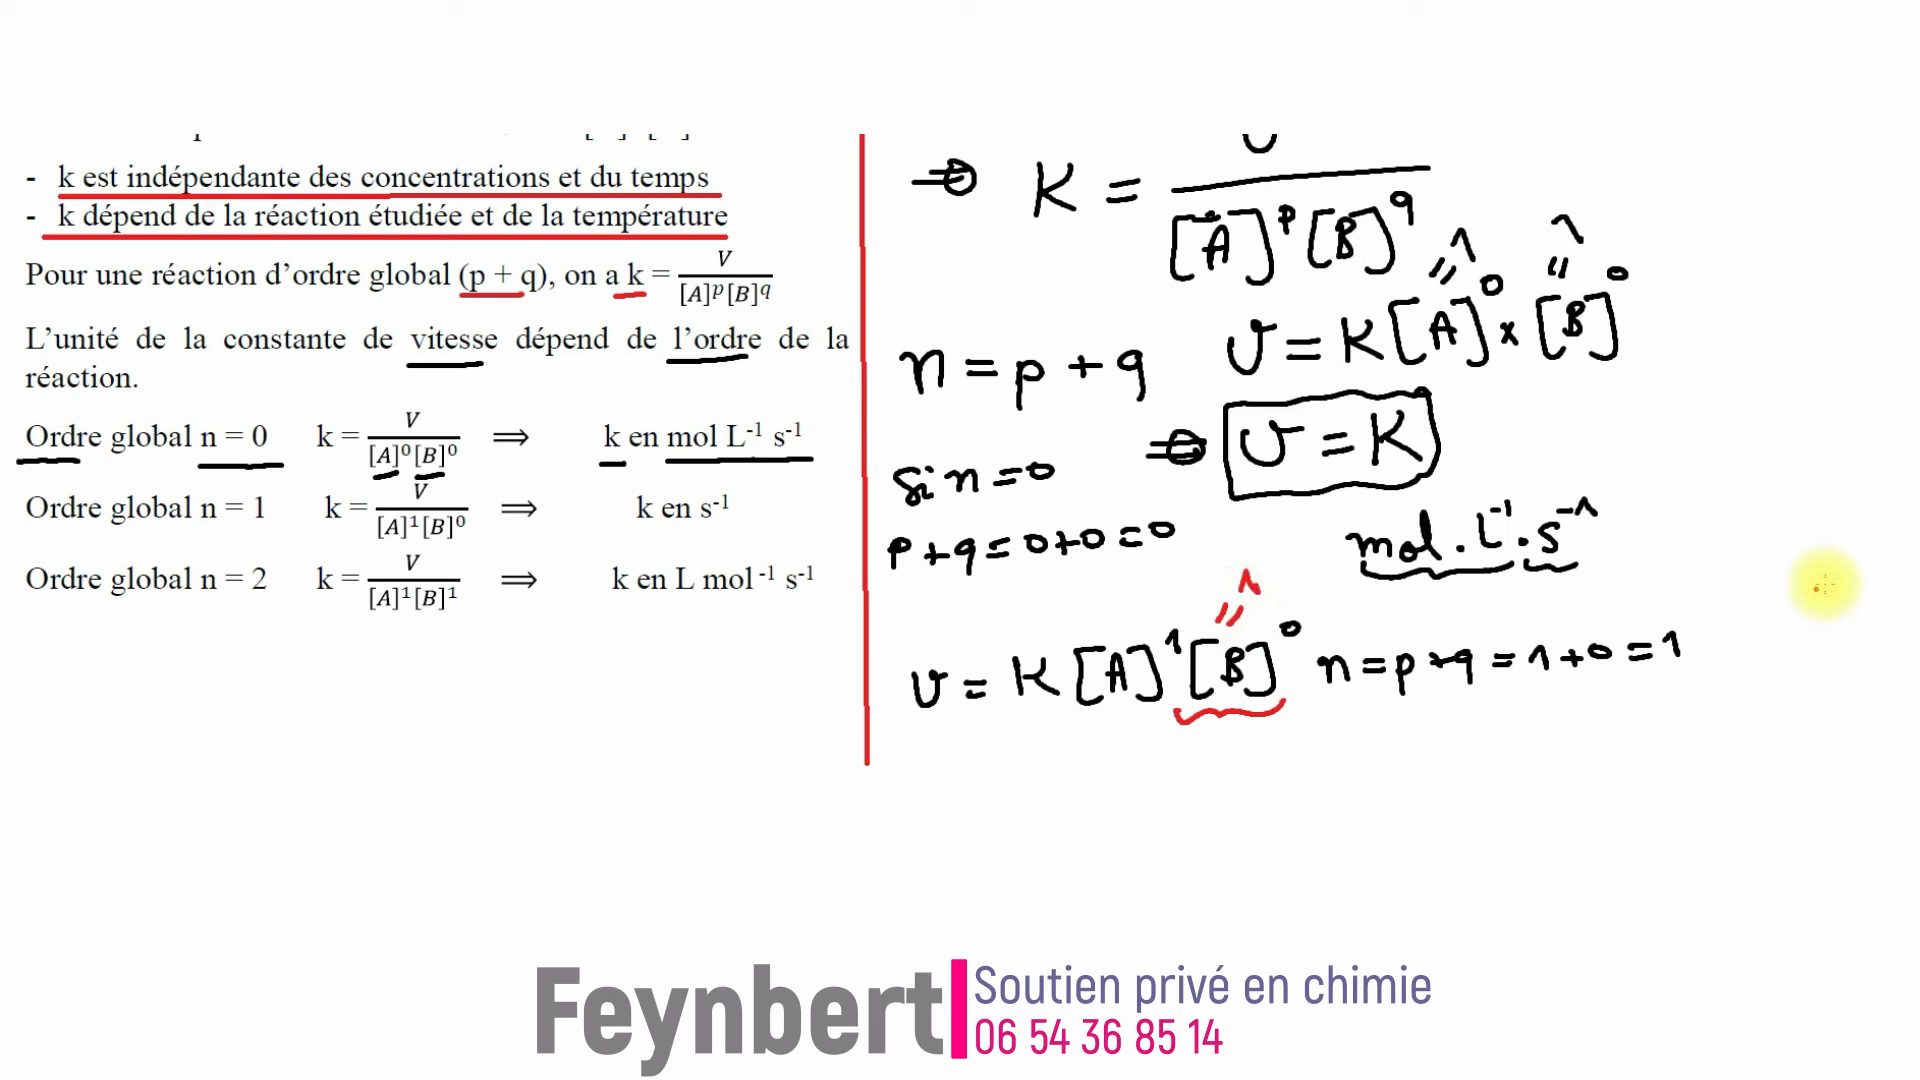 - k est indépendante des concentrations et du temps
- k dépend de la réaction étudiée et de la température
Pour une réaction d’ordre global (p + q), on a k = V / [A]^p[B]^q
L’unité de la constante de vitesse dépend de l’ordre de la
réaction.
Ordre global n = 0 k = V / [A]⁰[B]⁰ ⟹ k en mol L⁻¹ s⁻¹
Ordre global n = 1 k = V / [A]¹[B]⁰ ⟹ k en s⁻¹
Ordre global n = 2 k = V / [A]¹[B]¹ ⟹ k en L mol⁻¹ s⁻¹
⇒ K = v / [A]^p [B]^q
1 1
" "
n = p + q v = K [A]⁰ × [B]⁰
⇒ v = K
si n = 0
p + q = 0 + 0 = 0
mol . L⁻¹ . s⁻¹
1
"
v = K [A]¹ [B]⁰ n = p + q = 1 + 0 = 1
Feynbert
Soutien privé en chimie
06 54 36 85 14